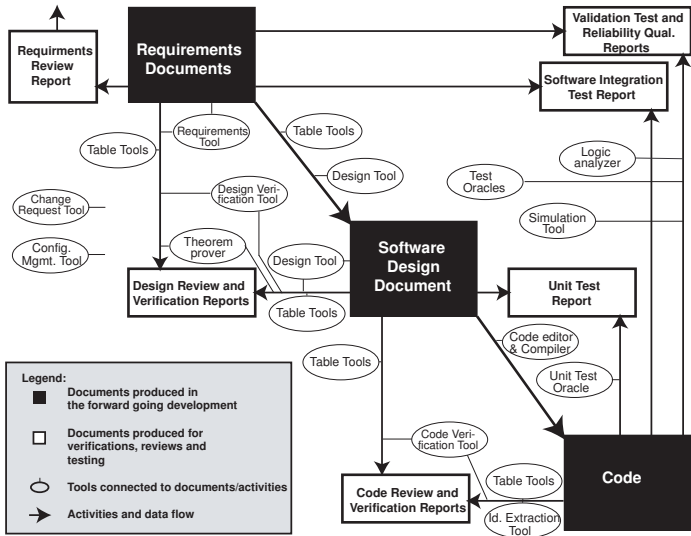 Requirments
Review
Report
Requirements
Documents
Validation Test and
Reliability Qual.
Reports
Software Integration
Test Report
Table Tools
Requirements
Tool
Table Tools
Logic
analyzer
Design Tool
Test
Oracles
Change
Request Tool
Design Veri-
fication Tool
Simulation
Tool
Config.
Mgmt. Tool
Theorem
prover
Design Tool
Software
Design
Document
Design Review and
Verification Reports
Table Tools
Unit Test
Report
Table Tools
Code editor
& Compiler
Unit Test
Oracle
Legend:
Documents produced in
the forward going development
Documents produced for
verifications, reviews and
testing
Tools connected to documents/activities
Activities and data flow
Code Veri-
fication Tool
Code Review and
Verification Reports
Table Tools
Id. Extraction
Tool
Code